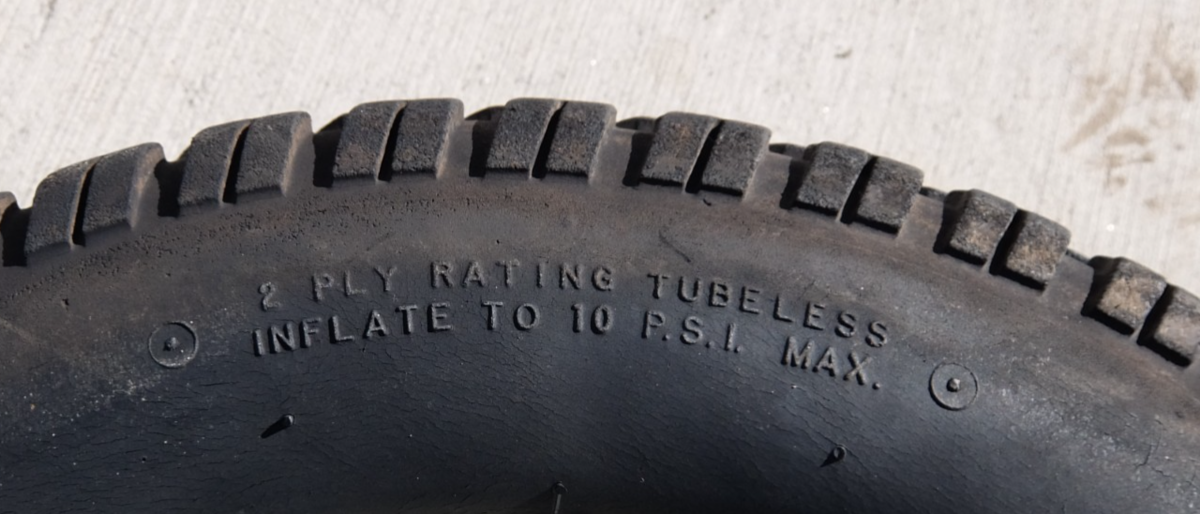 2 PLY RATING TUBELESS
INFLATE TO 10 P.S.I. MAX.